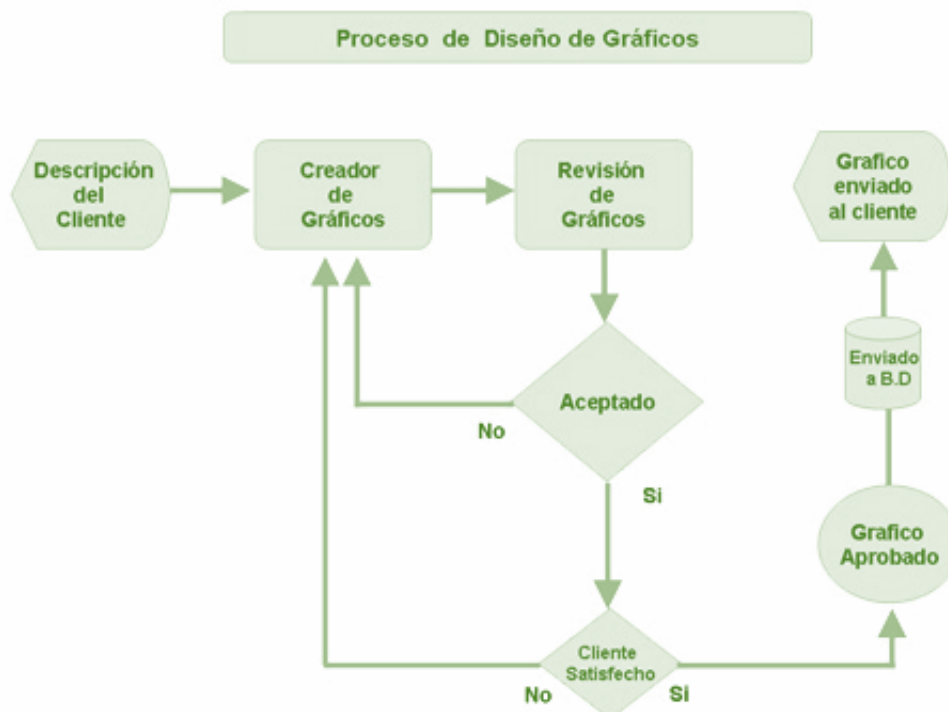 Proceso de Diseño de Gráficos
Descripción
del
Cliente
Creador
de
Gráficos
Revisión
de
Gráficos
Grafico
enviado
al cliente
Enviado
a B.D
Aceptado
No
Si
Grafico
Aprobado
Cliente
Satisfecho
No
Si